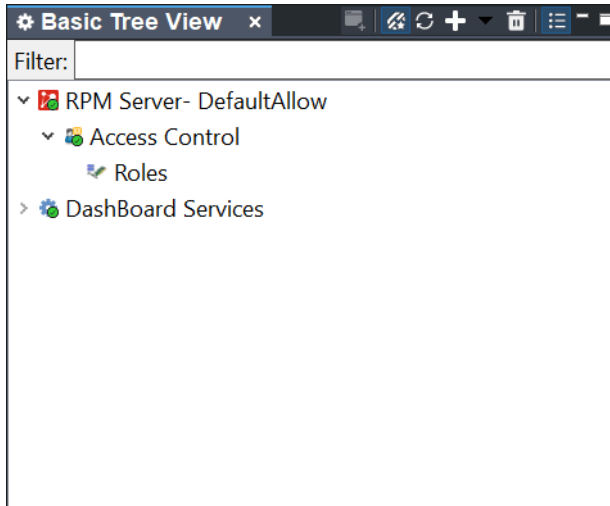 Basic Tree View
Filter:
RPM Server- DefaultAllow
Access Control
Roles
DashBoard Services